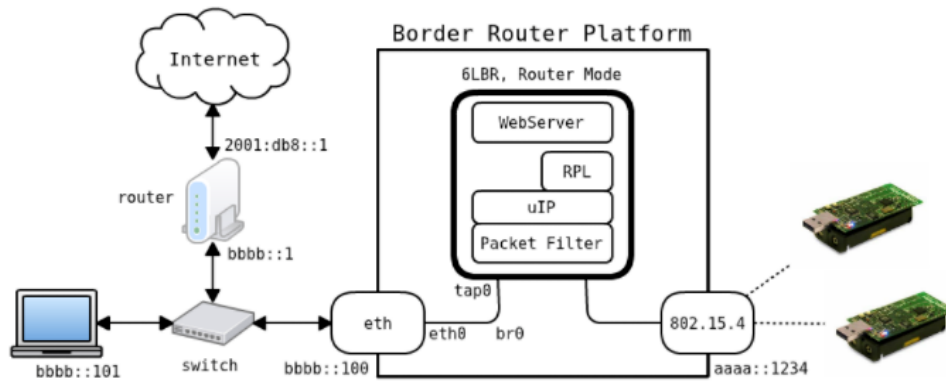 Border Router Platform
Internet
6LBR, Router Mode
WebServer
2001:db8::1
RPL
router
uIP
Packet Filter
bbbb::1
tap0
eth
eth0
br0
802.15.4
switch
bbbb::101
bbbb::100
aaaa::1234